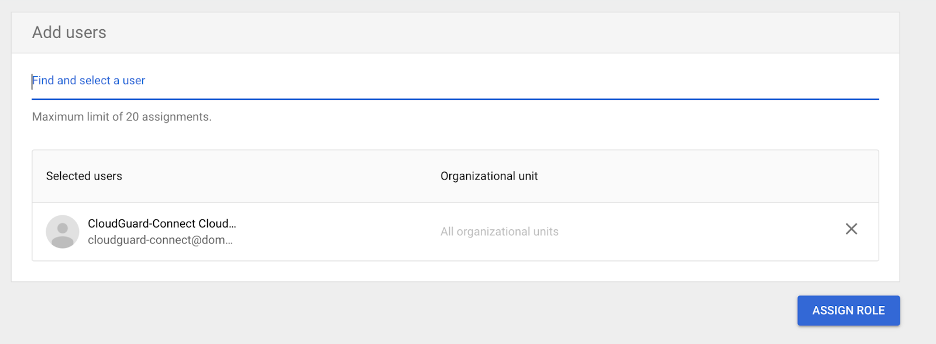 Add users
Find and select a user
Maximum limit of 20 assignments.
Selected users Organizational unit
CloudGuard-Connect Cloud...
cloudguard-connect@dom...
All organizational units
ASSIGN ROLE